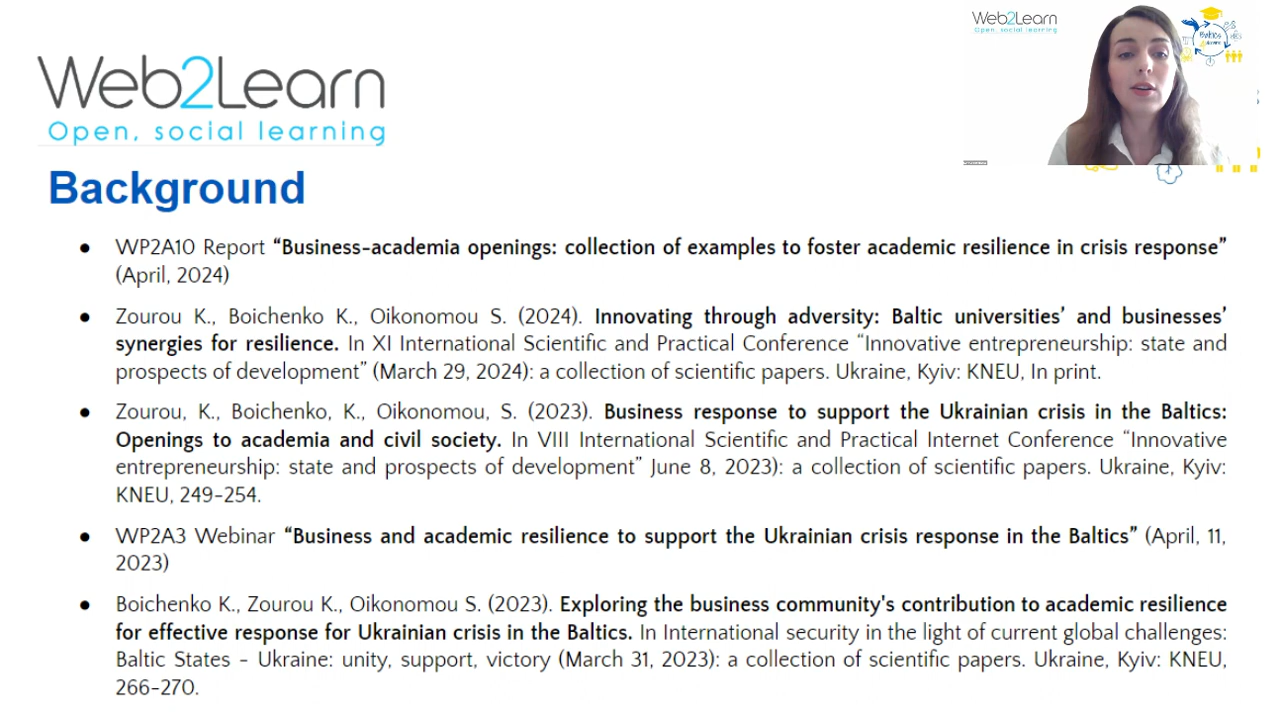 Web2Learn
Open, social learning
Web2Learn
Open, social learning
Background
● WP2A10 Report “Business-academia openings: collection of examples to foster academic resilience in crisis response”
(April, 2024)
● Zourou K., Boichenko K., Oikonomou S. (2024). Innovating through adversity: Baltic universities’ and businesses’
synergies for resilience. In XI International Scientific and Practical Conference “Innovative entrepreneurship: state and
prospects of development” (March 29, 2024): a collection of scientific papers. Ukraine, Kyiv: KNEU, In print.
● Zourou, K., Boichenko, K., Oikonomou, S. (2023). Business response to support the Ukrainian crisis in the Baltics:
Openings to academia and civil society. In VIII International Scientific and Practical Internet Conference “Innovative
entrepreneurship: state and prospects of development” June 8, 2023): a collection of scientific papers. Ukraine, Kyiv:
KNEU, 249-254.
● WP2A3 Webinar “Business and academic resilience to support the Ukrainian crisis response in the Baltics” (April, 11,
2023)
● Boichenko K., Zourou K., Oikonomou S. (2023). Exploring the business community's contribution to academic resilience
for effective response for Ukrainian crisis in the Baltics. In International security in the light of current global challenges:
Baltic States - Ukraine: unity, support, victory (March 31, 2023): a collection of scientific papers. Ukraine, Kyiv: KNEU,
266-270.